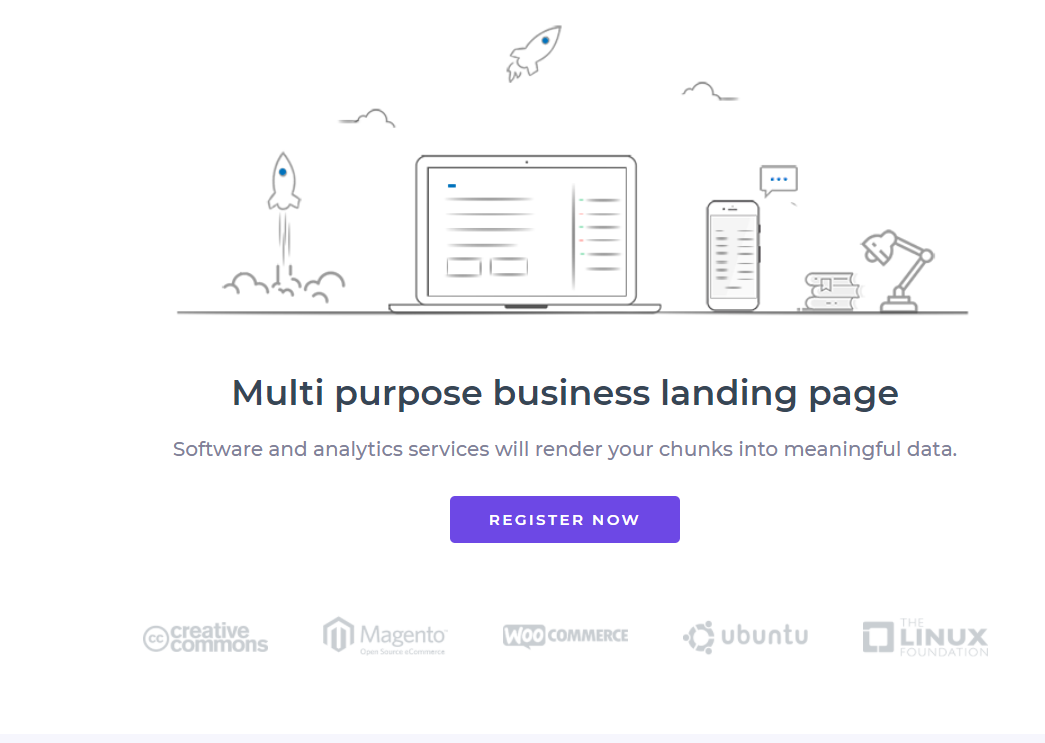 Multi purpose business landing page
Software and analytics services will render your chunks into meaningful data.
REGISTER NOW
cc creative commons
Magento
Open Source eCommerce
WOO COMMERCE
ubuntu
THE
LINUX
FOUNDATION